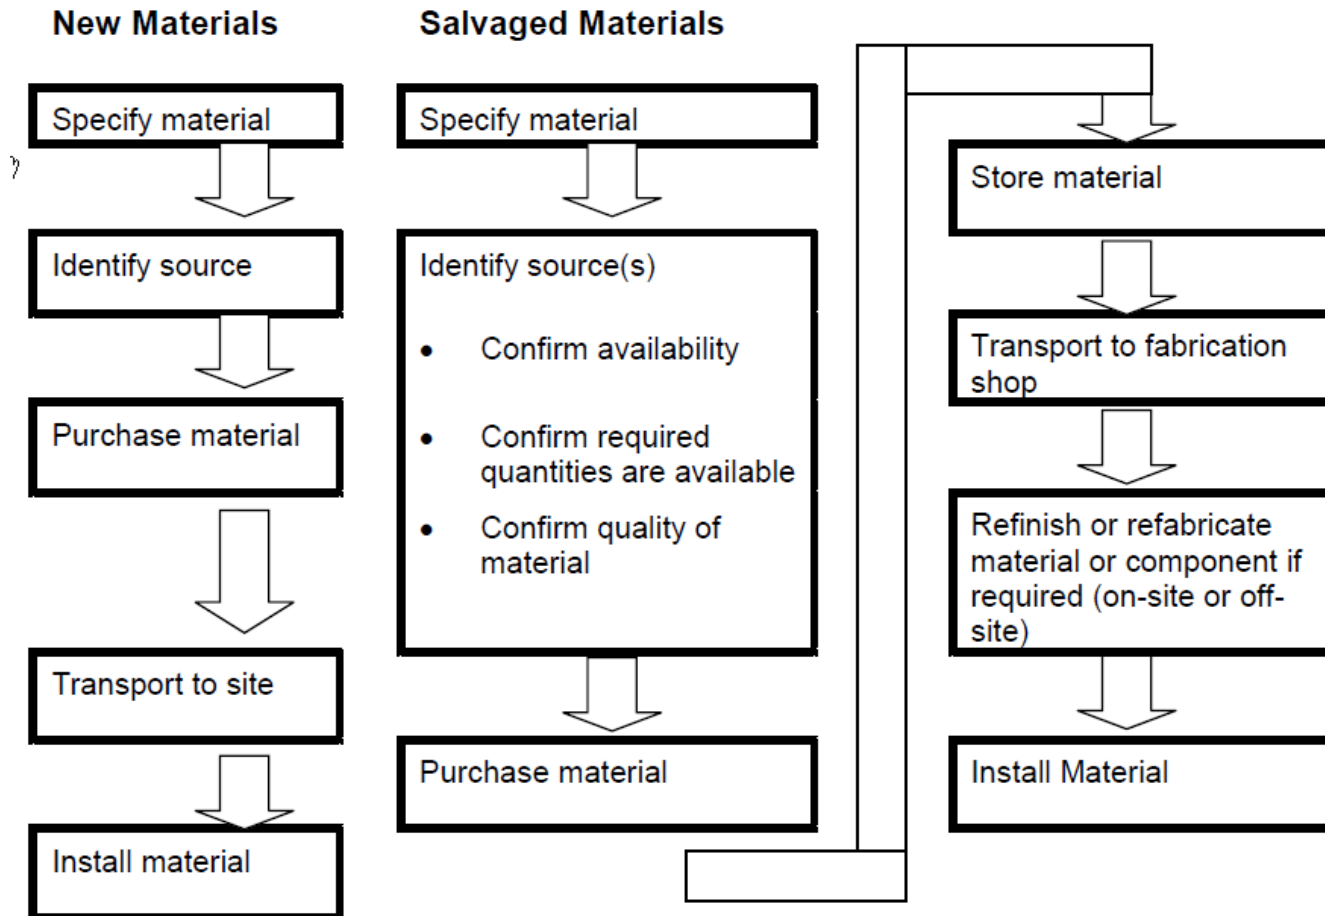 New Materials
Specify material
Identify source
Purchase material
Transport to site
Install material
Salvaged Materials
Specify material
Identify source(s)
• Confirm availability
• Confirm required
quantities are available
• Confirm quality of
material
Purchase material
Store material
Transport to fabrication
shop
Refinish or refabricate
material or component if
required (on-site or off-
site)
Install Material